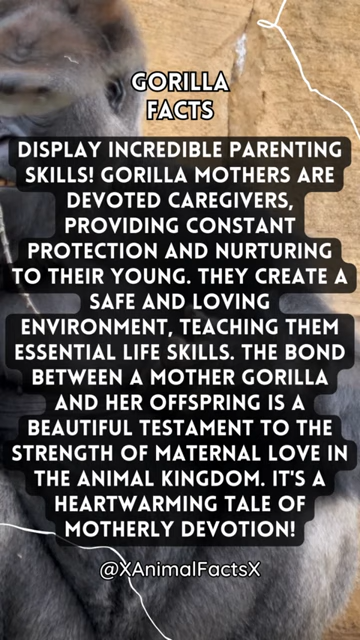 GORILLA
FACTS
DISPLAY INCREDIBLE PARENTING
SKILLS! GORILLA MOTHERS ARE
DEVOTED CAREGIVERS,
PROVIDING CONSTANT
PROTECTION AND NURTURING
TO THEIR YOUNG. THEY CREATE A
SAFE AND LOVING
ENVIRONMENT, TEACHING THEM
ESSENTIAL LIFE SKILLS. THE BOND
BETWEEN A MOTHER GORILLA
AND HER OFFSPRING IS A
BEAUTIFUL TESTAMENT TO THE
STRENGTH OF MATERNAL LOVE IN
THE ANIMAL KINGDOM. IT'S A
HEARTWARMING TALE OF
MOTHERLY DEVOTION!
@XAnimalFactsX